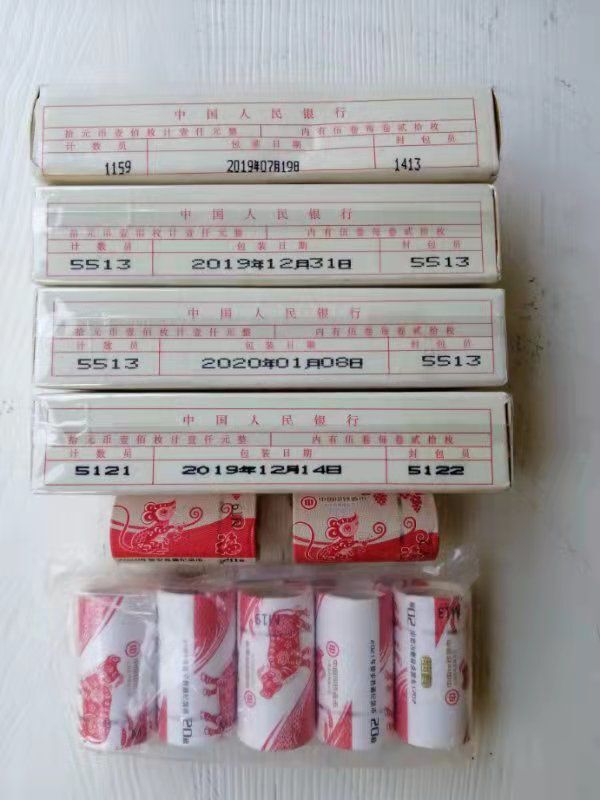 中国人民银行
拾元币壹佰枚计壹仟元整 内有伍卷每卷贰拾枚
计数员 包装日期 封包员
1159 2019年07月19日 1413
中国人民银行
拾元币壹佰枚计壹仟元整 内有伍卷每卷贰拾枚
计数员 包装日期 封包员
5513 2019年12月31日 5513
中国人民银行
拾元币壹佰枚计壹仟元整 内有伍卷每卷贰拾枚
计数员 包装日期 封包员
5513 2020年01月08日 5513
中国人民银行
拾元币壹佰枚计壹仟元整 内有伍卷每卷贰拾枚
计数员 包装日期 封包员
5121 2019年12月14日 5122
福
20枚
20枚